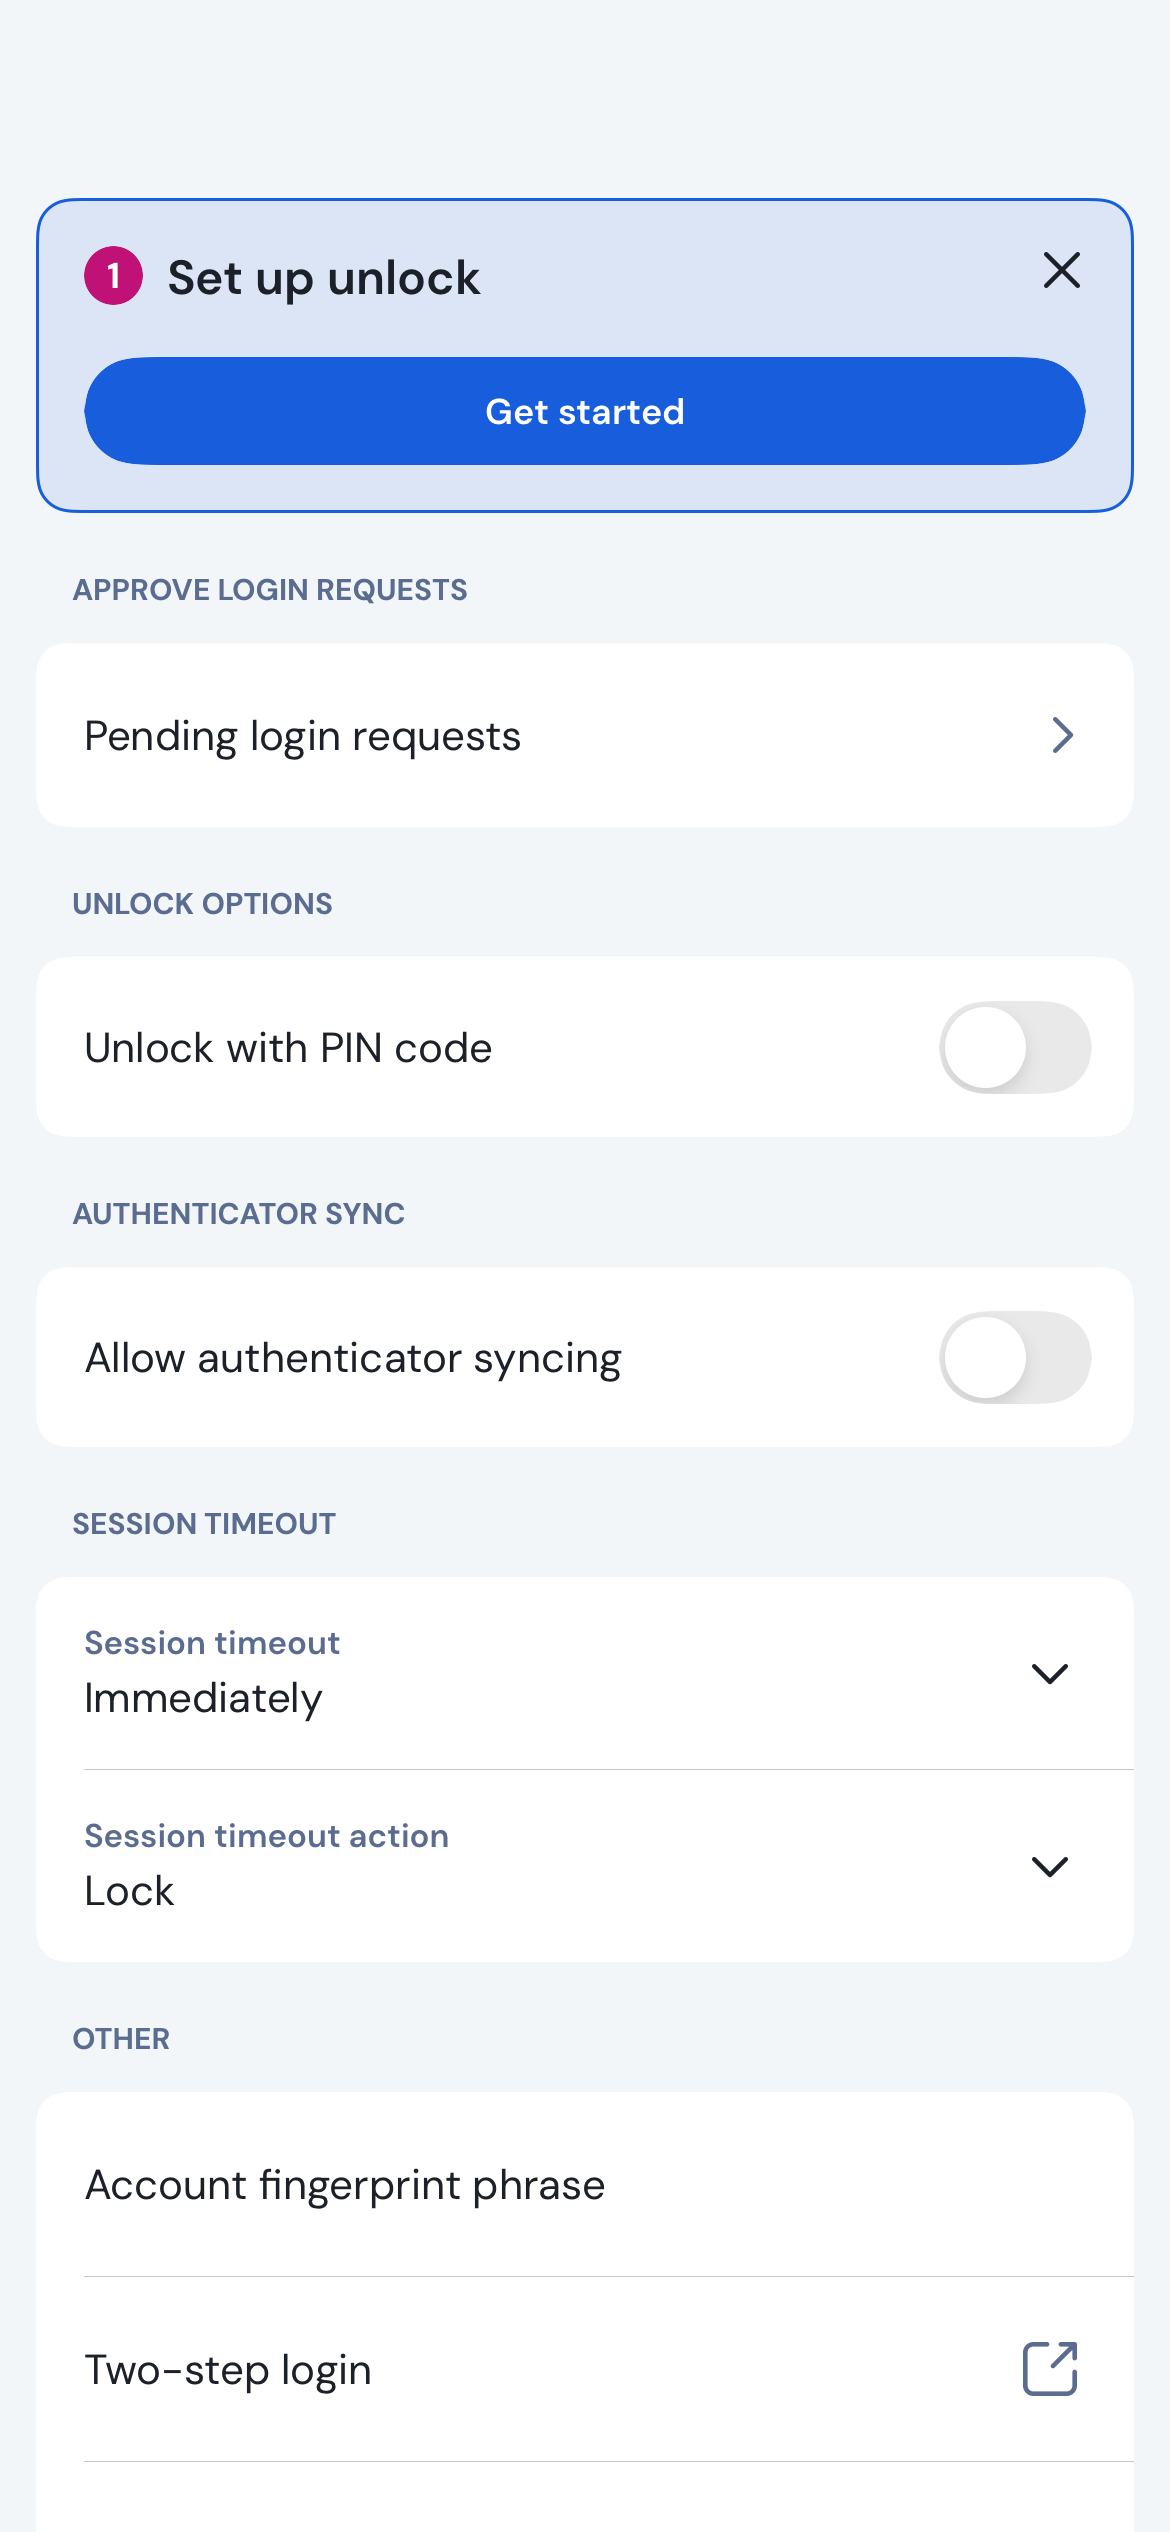 1 Set up unlock
Get started
APPROVE LOGIN REQUESTS
Pending login requests
UNLOCK OPTIONS
Unlock with PIN code
AUTHENTICATOR SYNC
Allow authenticator syncing
SESSION TIMEOUT
Session timeout
Immediately
Session timeout action
Lock
OTHER
Account fingerprint phrase
Two-step login